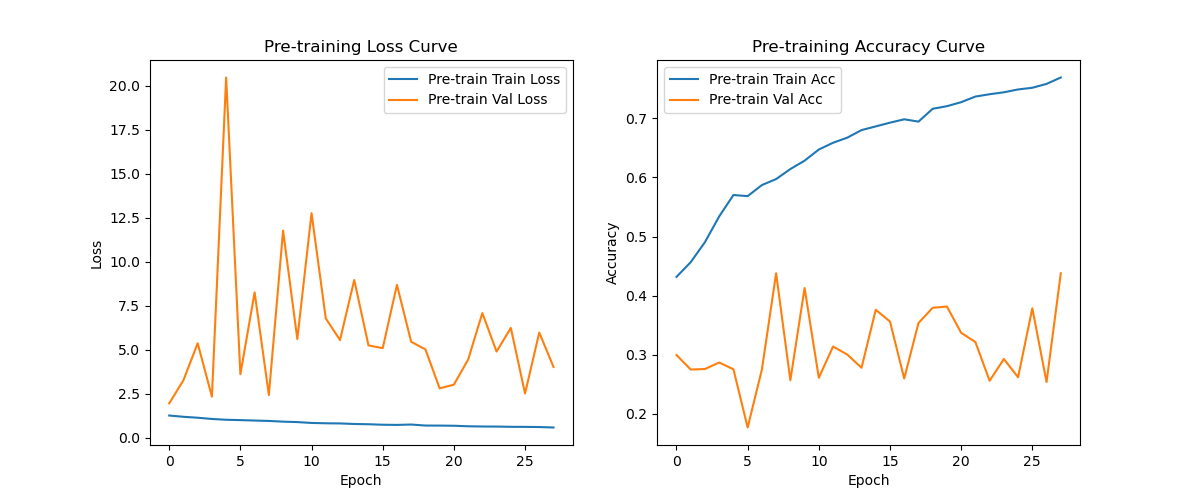 Pre-training Loss Curve
Pre-train Train Loss
Pre-train Val Loss
20.0
17.5
15.0
12.5
10.0
7.5
5.0
2.5
0.0
Loss
0 5 10 15 20 25
Epoch
Pre-training Accuracy Curve
Pre-train Train Acc
Pre-train Val Acc
0.7
0.6
0.5
0.4
0.3
0.2
Accuracy
0 5 10 15 20 25
Epoch